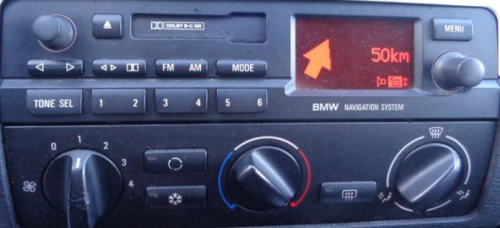 DOLBY B-C NR
50km
MENU
FM AM
MODE
TONE SEL
1 2
3 4
5 6
BMW NAVIGATION SYSTEM
0 1 2 3 4